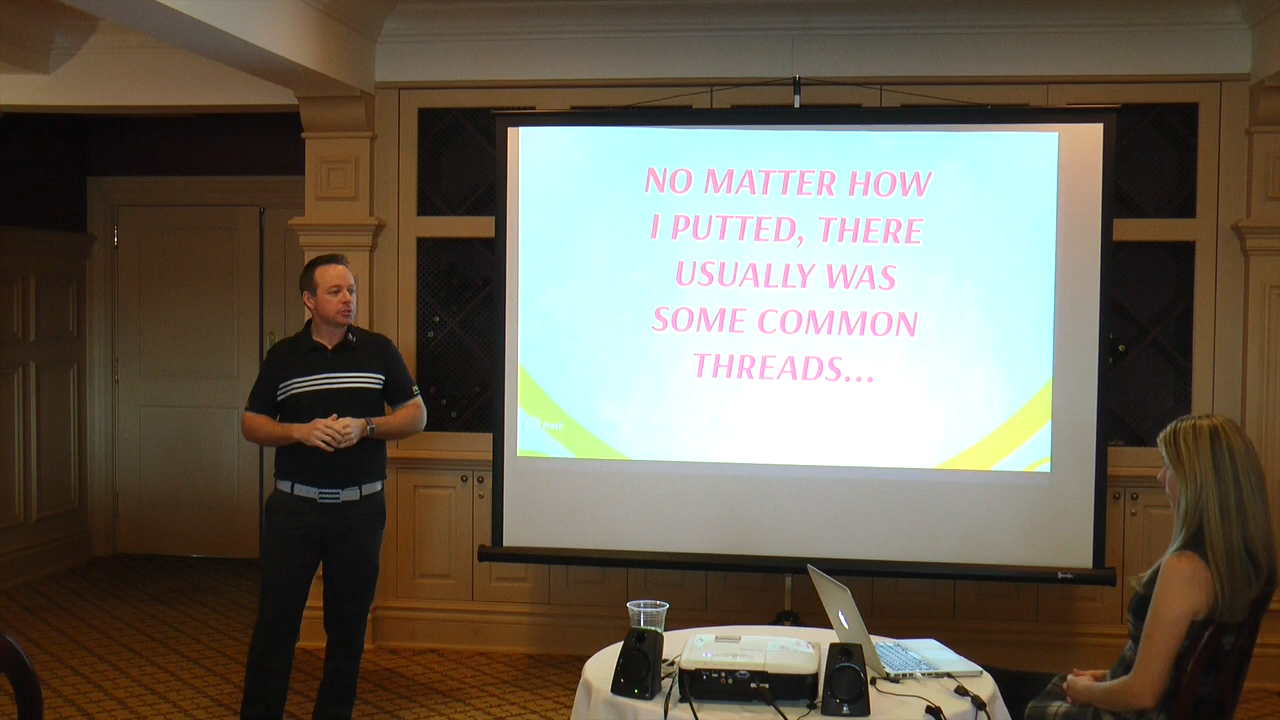 NO MATTER HOW
I PUTTED, THERE
USUALLY WAS
SOME COMMON
THREADS...